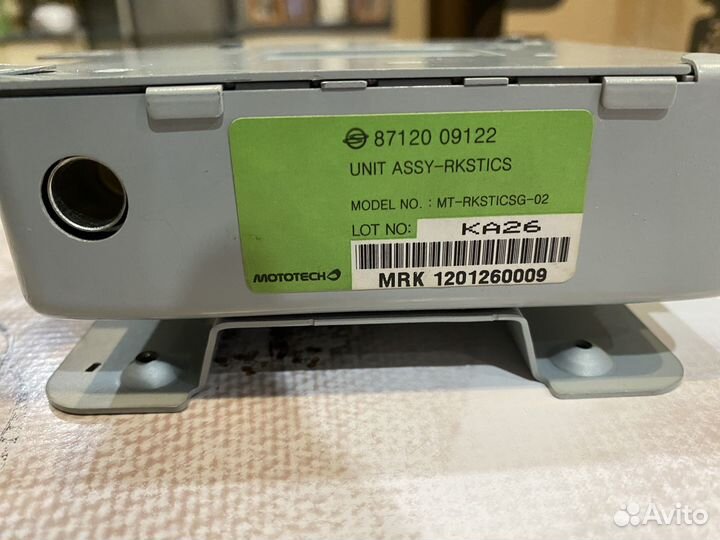 87120 09122
UNIT ASSY-RKSTICS
MODEL NO. : MT-RKSTICSG-02
LOT NO: KA26
MOTOTECH
MRK 1201260009
Avito